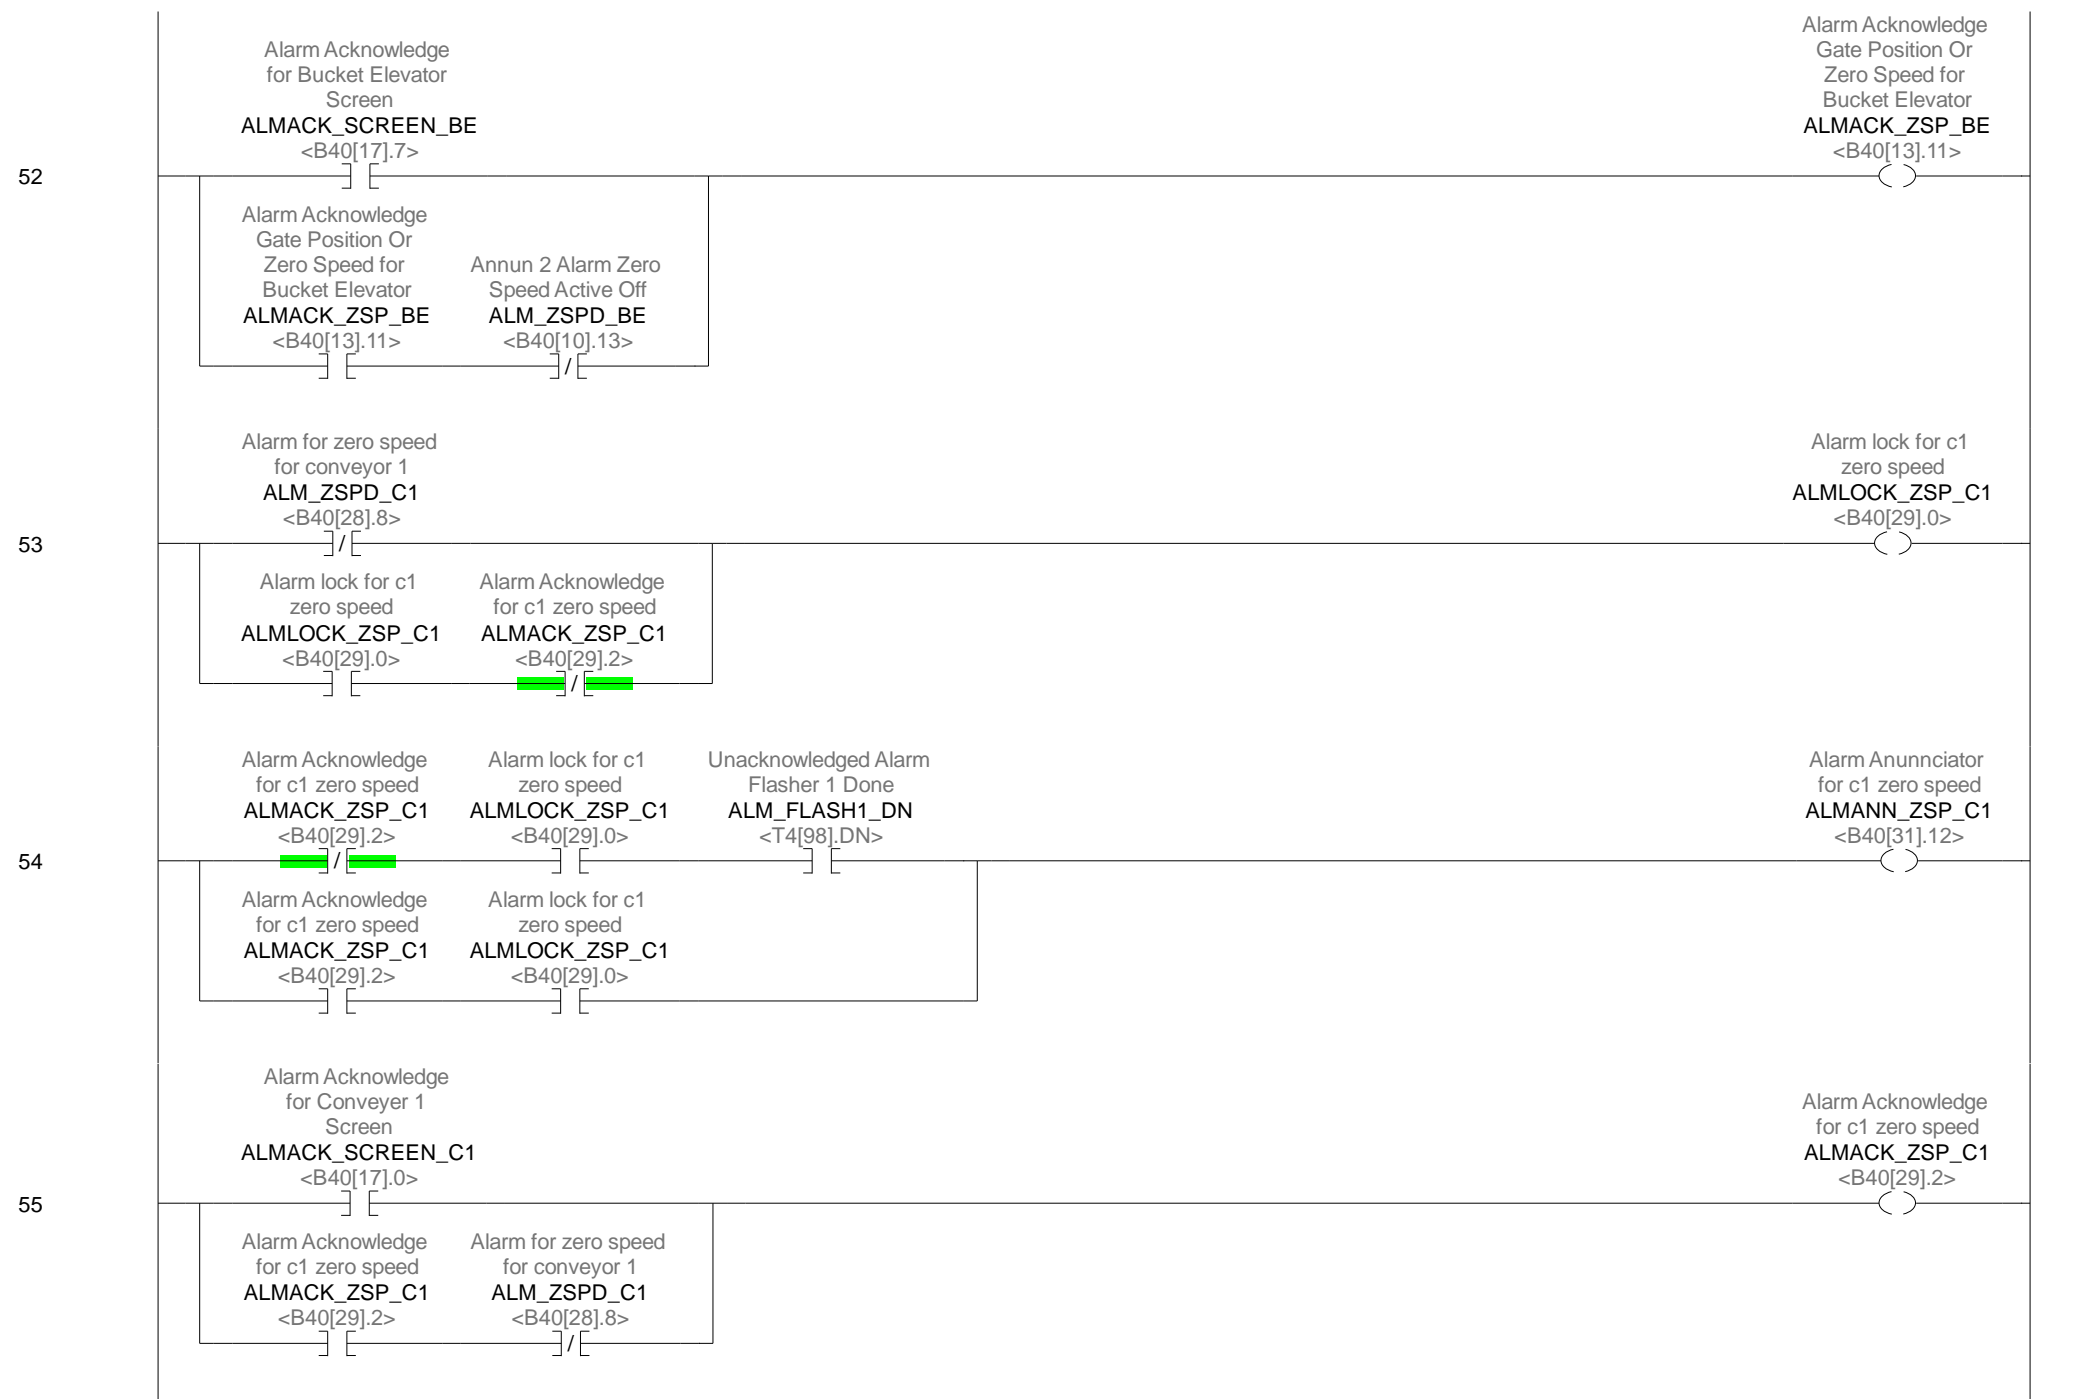 Alarm Acknowledge
for Bucket Elevator
Screen
ALMACK_SCREEN_BE
<B40[17].7>
Alarm Acknowledge
Gate Position Or
Zero Speed for
Bucket Elevator
ALMACK_ZSP_BE
<B40[13].11>
52
Alarm Acknowledge
Gate Position Or
Zero Speed for
Bucket Elevator
ALMACK_ZSP_BE
<B40[13].11>
Annun 2 Alarm Zero
Speed Active Off
ALM_ZSPD_BE
<B40[10].13>
/
Alarm for zero speed
for conveyor 1
ALM_ZSPD_C1
<B40[28].8>
/
Alarm lock for c1
zero speed
ALMLOCK_ZSP_C1
<B40[29].0>
53
Alarm lock for c1
zero speed
ALMLOCK_ZSP_C1
<B40[29].0>
Alarm Acknowledge
for c1 zero speed
ALMACK_ZSP_C1
<B40[29].2>
/
Alarm Acknowledge
for c1 zero speed
ALMACK_ZSP_C1
<B40[29].2>
/
Alarm lock for c1
zero speed
ALMLOCK_ZSP_C1
<B40[29].0>
Unacknowledged Alarm
Flasher 1 Done
ALM_FLASH1_DN
<T4[98].DN>
Alarm Anunnciator
for c1 zero speed
ALMANN_ZSP_C1
<B40[31].12>
54
Alarm Acknowledge
for c1 zero speed
ALMACK_ZSP_C1
<B40[29].2>
Alarm lock for c1
zero speed
ALMLOCK_ZSP_C1
<B40[29].0>
Alarm Acknowledge
for Conveyer 1
Screen
ALMACK_SCREEN_C1
<B40[17].0>
Alarm Acknowledge
for c1 zero speed
ALMACK_ZSP_C1
<B40[29].2>
55
Alarm Acknowledge
for c1 zero speed
ALMACK_ZSP_C1
<B40[29].2>
Alarm for zero speed
for conveyor 1
ALM_ZSPD_C1
<B40[28].8>
/